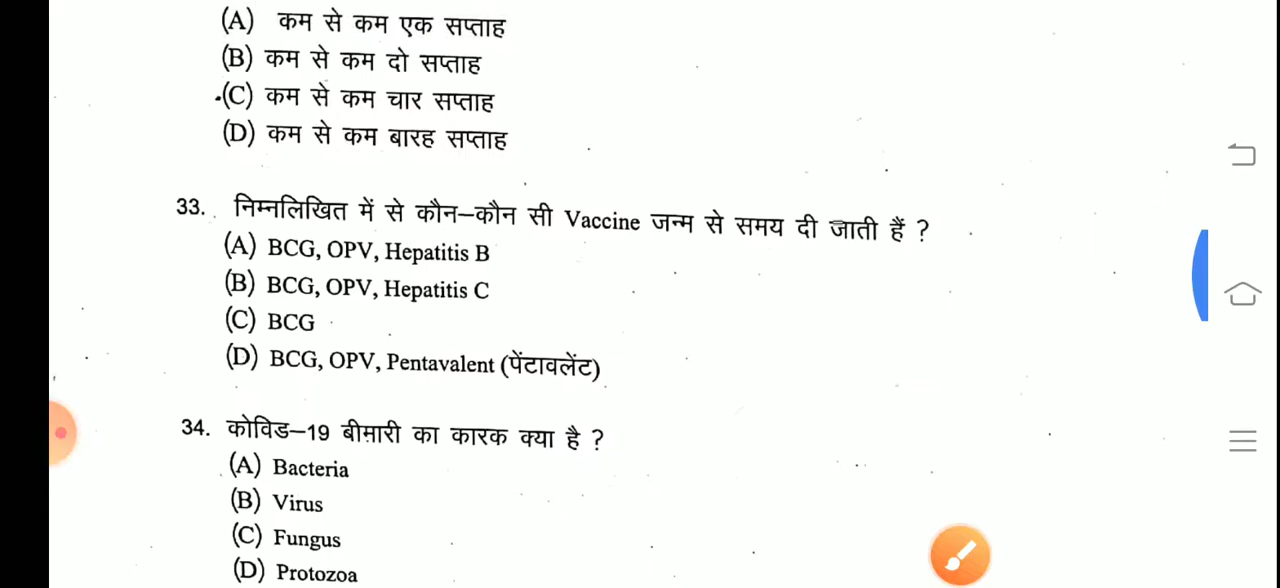 (A) कम से कम एक सप्ताह
(B) कम से कम दो सप्ताह
(C) कम से कम चार सप्ताह
(D) कम से कम बारह सप्ताह
33. निम्नलिखित में से कौन-कौन सी Vaccine जन्म से समय दी जाती हैं ?
(A) BCG, OPV, Hepatitis B
(B) BCG, OPV, Hepatitis C
(C) BCG
(D) BCG, OPV, Pentavalent (पेंटावलेंट)
34. कोविड-19 बीमारी का कारक क्या है ?
(A) Bacteria
(B) Virus
(C) Fungus
(D) Protozoa